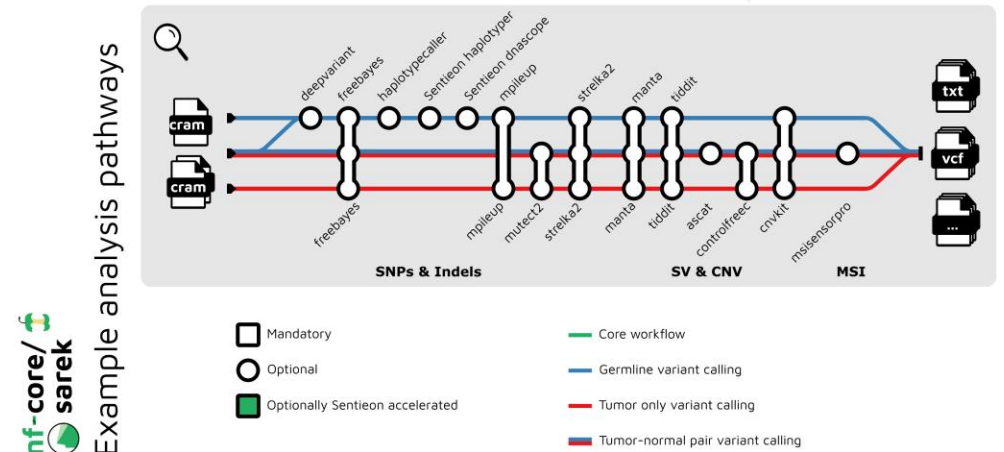 deepvariant
freebayes
haplotypecaller
Sentieon haplotyper
Sentieon dnascope
mpileup
strelka2
manta
tiddit
cram
cram
freebayes
mpileup
mutect2
strelka2
manta
tiddit
ascat
controlfreec
cnvkit
msisensorpro
SNPs & Indels
SV & CNV
MSI
txt
vcf
...
Mandatory
Optional
Optionally Sentieon accelerated
Core workflow
Germline variant calling
Tumor only variant calling
Tumor-normal pair variant calling
nf-core/
sarek
Example analysis pathways